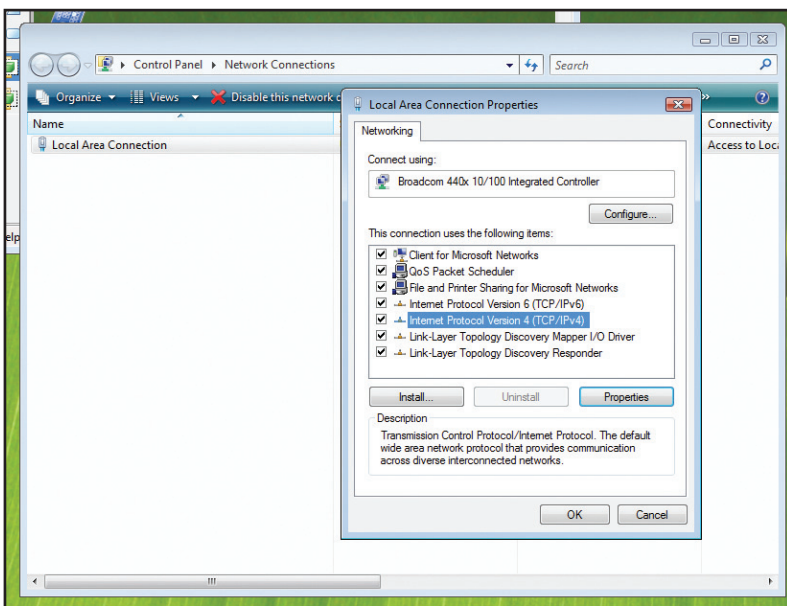 Control Panel ▸ Network Connections
Search
Organize
Views
Disable this network
Name
Connectivity
Local Area Connection
Access to
Local Area Connection Properties
Networking
Connect using:
Broadcom 440x 10/100 Integrated Controller
Configure...
This connection uses the following items:
Client for Microsoft Networks
QoS Packet Scheduler
File and Printer Sharing for Microsoft Networks
Internet Protocol Version 6 (TCP/IPv6)
Internet Protocol Version 4 (TCP/IPv4)
Link-Layer Topology Discovery Mapper I/O Driver
Link-Layer Topology Discovery Responder
Install...
Uninstall
Properties
Description
Transmission Control Protocol/Internet Protocol. The default
wide area network protocol that provides communication
across diverse interconnected networks.
OK
Cancel